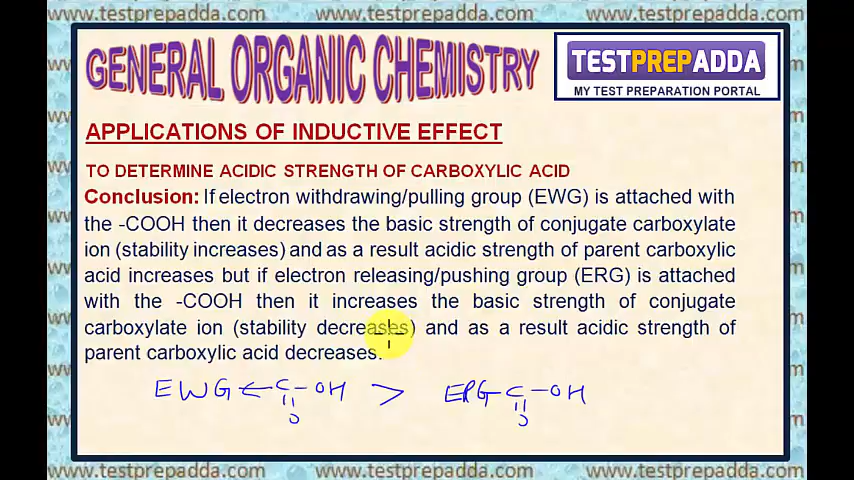 www.testprepadda.com www.testprepadda.com www.testprepadda.com
GENERAL ORGANIC CHEMISTRY
TESTPREPADDA
MY TEST PREPARATION PORTAL
APPLICATIONS OF INDUCTIVE EFFECT
TO DETERMINE ACIDIC STRENGTH OF CARBOXYLIC ACID
Conclusion: If electron withdrawing/pulling group (EWG) is attached with
the -COOH then it decreases the basic strength of conjugate carboxylate
ion (stability increases) and as a result acidic strength of parent carboxylic
acid increases but if electron releasing/pushing group (ERG) is attached
with the -COOH then it increases the basic strength of conjugate
carboxylate ion (stability decreases) and as a result acidic strength of
parent carboxylic acid decreases.
EWG ← C - OH > ERG - C - OH
O O
www.testprepadda.com www.testprepadda.com www.testprepadda.com